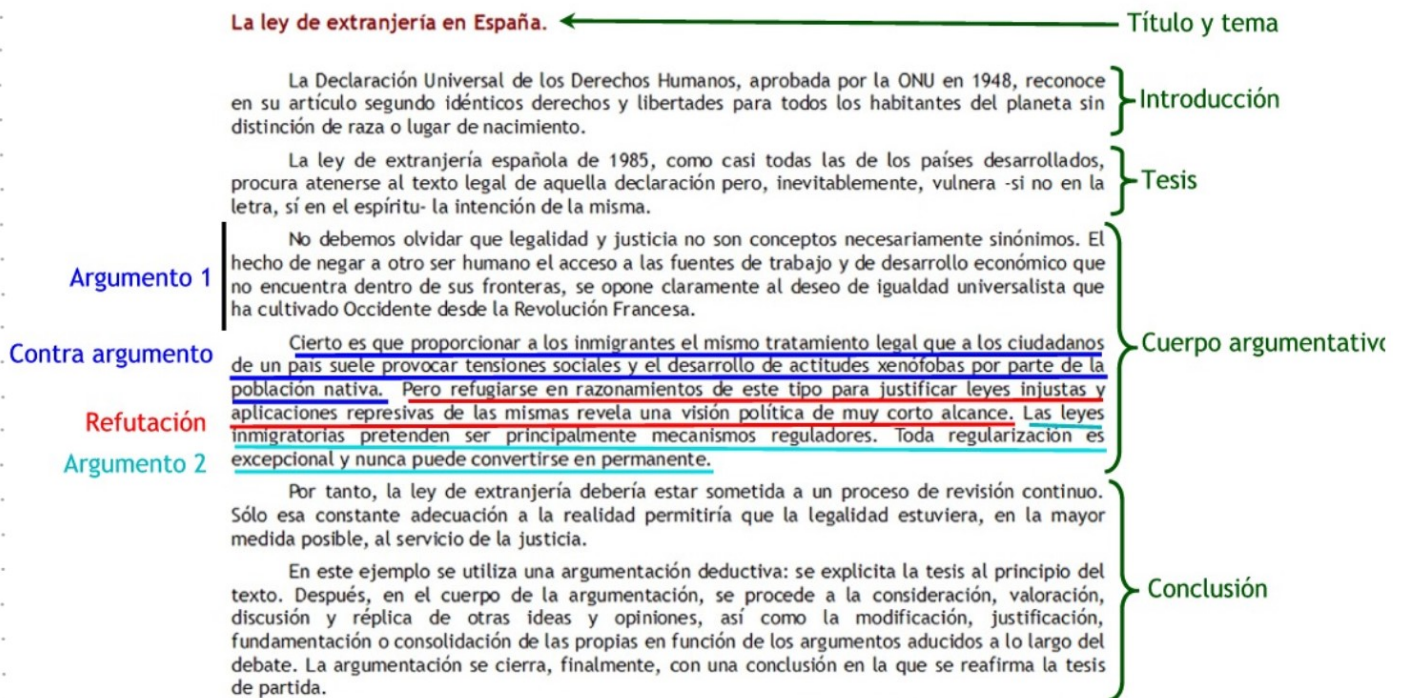 La ley de extranjería en España.
Título y tema
La Declaración Universal de los Derechos Humanos, aprobada por la ONU en 1948, reconoce
en su artículo segundo idénticos derechos y libertades para todos los habitantes del planeta sin
distinción de raza o lugar de nacimiento.
Introducción
La ley de extranjería española de 1985, como casi todas las de los países desarrollados,
procura atenerse al texto legal de aquella declaración pero, inevitablemente, vulnera -si no en la
letra, sí en el espíritu- la intención de la misma.
Tesis
Argumento 1
No debemos olvidar que legalidad y justicia no son conceptos necesariamente sinónimos. El
hecho de negar a otro ser humano el acceso a las fuentes de trabajo y de desarrollo económico que
no encuentra dentro de sus fronteras, se opone claramente al deseo de igualdad universalista que
ha cultivado Occidente desde la Revolución Francesa.
Contra argumento
Cierto es que proporcionar a los inmigrantes el mismo tratamiento legal que a los ciudadanos
de un país suele provocar tensiones sociales y el desarrollo de actitudes xenófobas por parte de la
población nativa. Pero refugiarse en razonamientos de este tipo para justificar leyes injustas y
aplicaciones represivas de las mismas revela una visión política de muy corto alcance. Las leyes
inmigratorias pretenden ser principalmente mecanismos reguladores. Toda regularización es
excepcional y nunca puede convertirse en permanente.
Refutación
Argumento 2
Cuerpo argumentativo
Por tanto, la ley de extranjería debería estar sometida a un proceso de revisión continuo.
Sólo esa constante adecuación a la realidad permitiría que la legalidad estuviera, en la mayor
medida posible, al servicio de la justicia.
En este ejemplo se utiliza una argumentación deductiva: se explicita la tesis al principio del
texto. Después, en el cuerpo de la argumentación, se procede a la consideración, valoración,
discusión y réplica de otras ideas y opiniones, así como la modificación, justificación,
fundamentación o consolidación de las propias en función de los argumentos aducidos a lo largo del
debate. La argumentación se cierra, finalmente, con una conclusión en la que se reafirma la tesis
de partida.
Conclusión